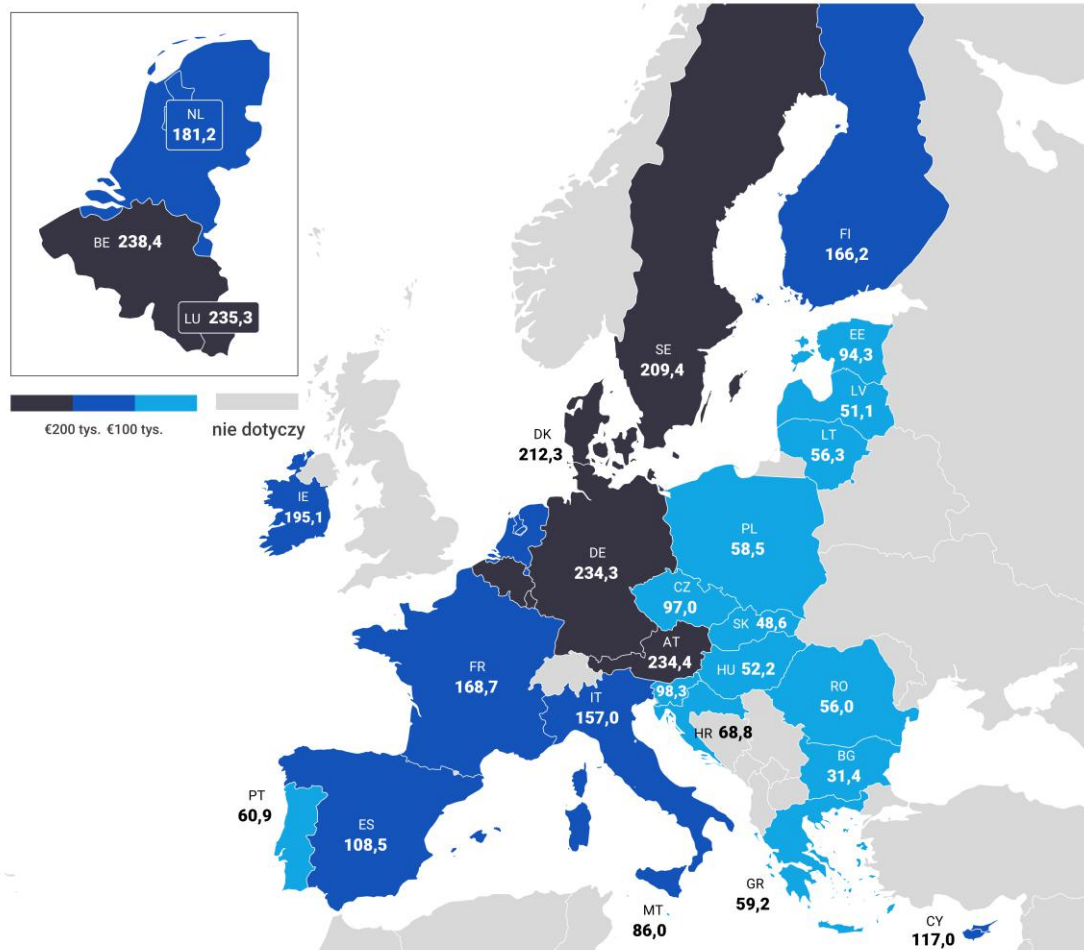 NL
181,2
BE 238,4
LU 235,3
€200 tys. €100 tys.
nie dotyczy
FI
166,2
SE
209,4
EE
94,3
LV
51,1
LT
56,3
DK
212,3
IE
195,1
PL
58,5
DE
234,3
CZ
97,0
SK 48,6
AT
234,4
HU 52,2
FR
168,7
98,3
IT
157,0
RO
56,0
HR 68,8
BG
31,4
PT
60,9
ES
108,5
GR
59,2
MT
86,0
CY
117,0